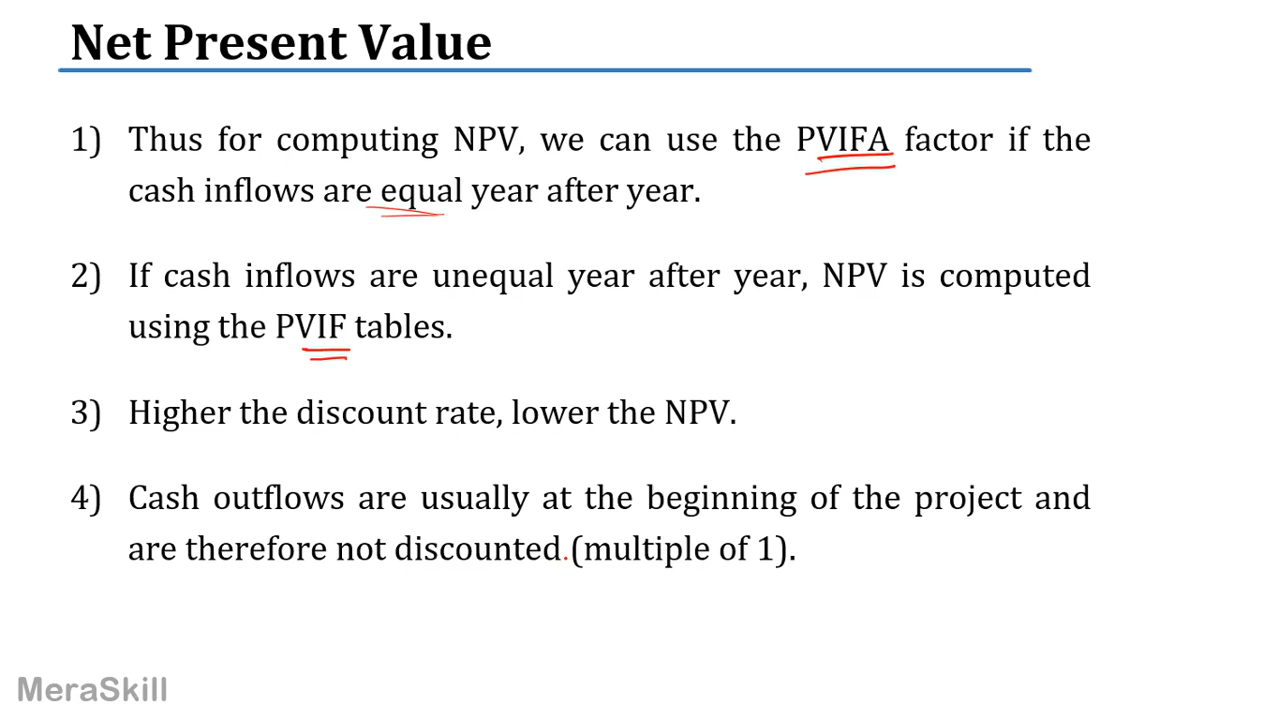 Net Present Value
1) Thus for computing NPV, we can use the PVIFA factor if the
cash inflows are equal year after year.
2) If cash inflows are unequal year after year, NPV is computed
using the PVIF tables.
3) Higher the discount rate, lower the NPV.
4) Cash outflows are usually at the beginning of the project and
are therefore not discounted.(multiple of 1).
MeraSkill